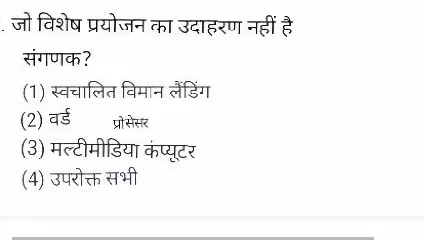 . जो विशेष प्रयोजन का उदाहरण नहीं है
संगणक?
(1) स्वचालित विमान लैंडिंग
(2) वर्ड प्रोसेसर
(3) मल्टीमीडिया कंप्यूटर
(4) उपरोक्त सभी